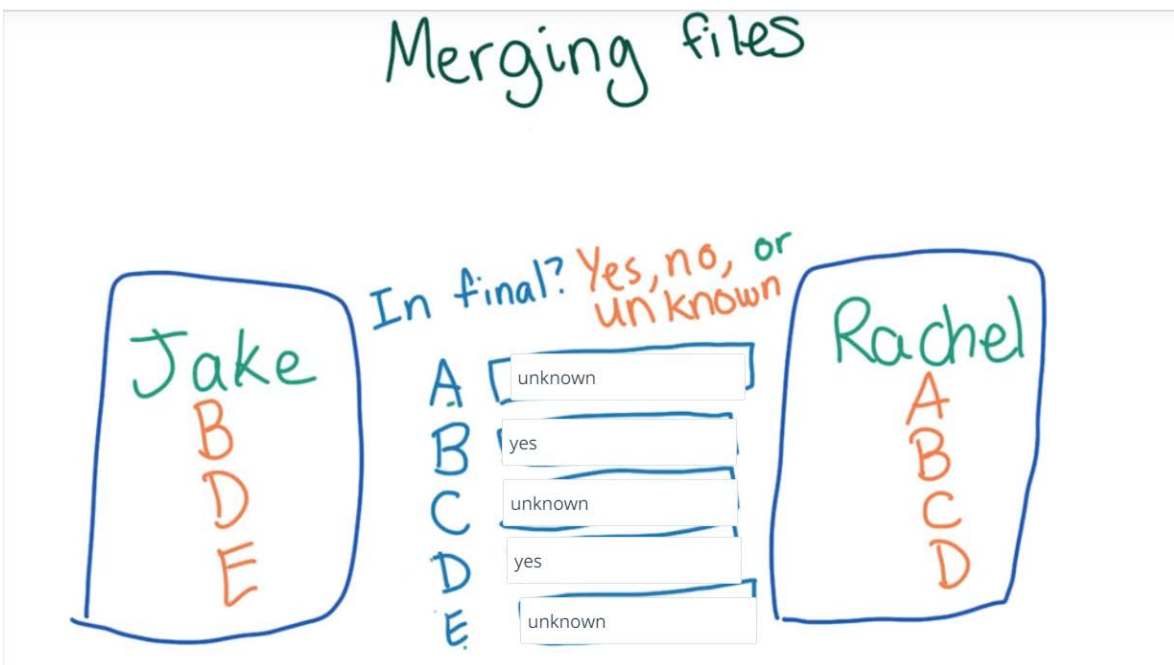 Merging files
In final? Yes, no, or
unknown
Jake
B
D
E
A unknown
B yes
C unknown
D yes
E unknown
Rachel
A
B
C
D